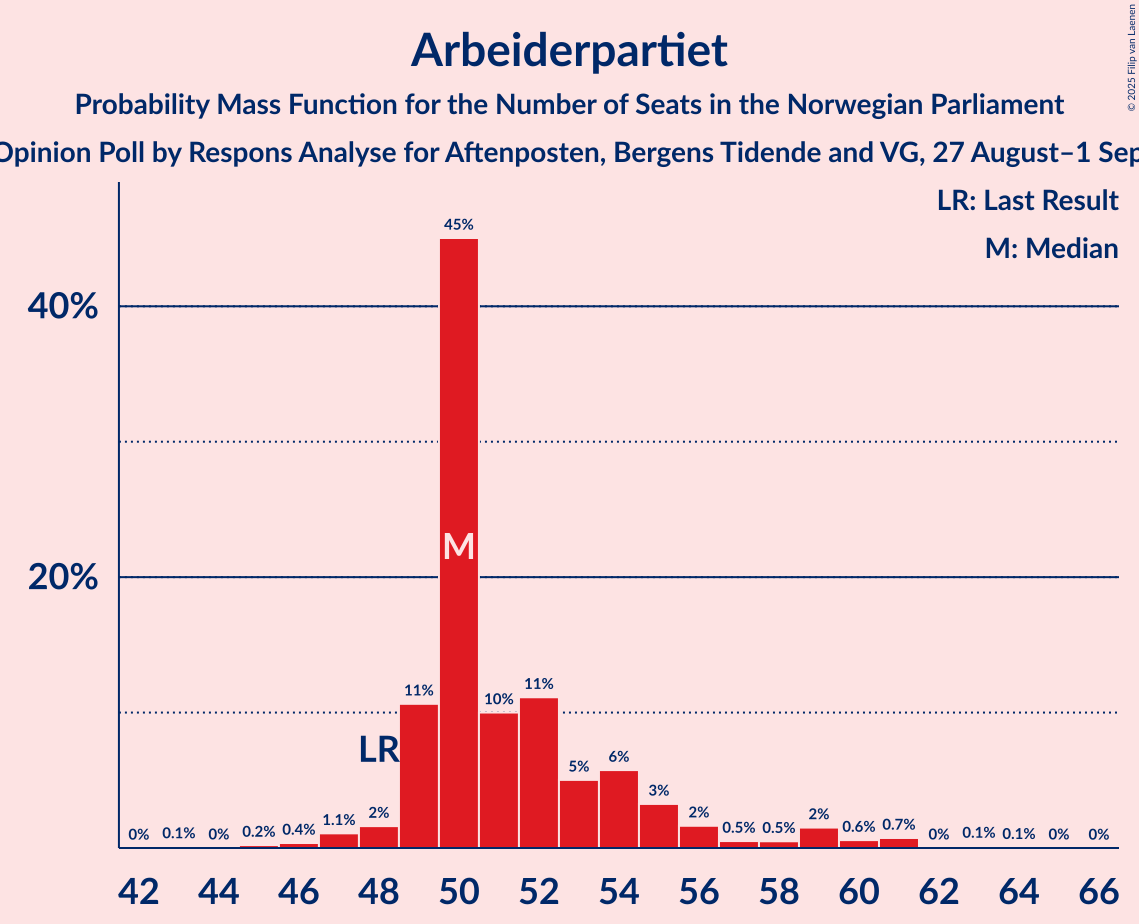 Arbeiderpartiet
Probability Mass Function for the Number of Seats in the Norwegian Parliament
Opinion Poll by Respons Analyse for Aftenposten, Bergens Tidende and VG, 27 August–1 Sep
© 2025 Filip van Laenen
LR: Last Result
M: Median
45%
40%
M
20%
11% 10% 11%
LR
5% 6% 3%
0% 0.1% 0% 0.2% 0.4% 1.1% 2% 2% 0.5% 0.5% 2% 0.6% 0.7% 0% 0.1% 0.1% 0% 0%
42 44 46 48 50 52 54 56 58 60 62 64 66